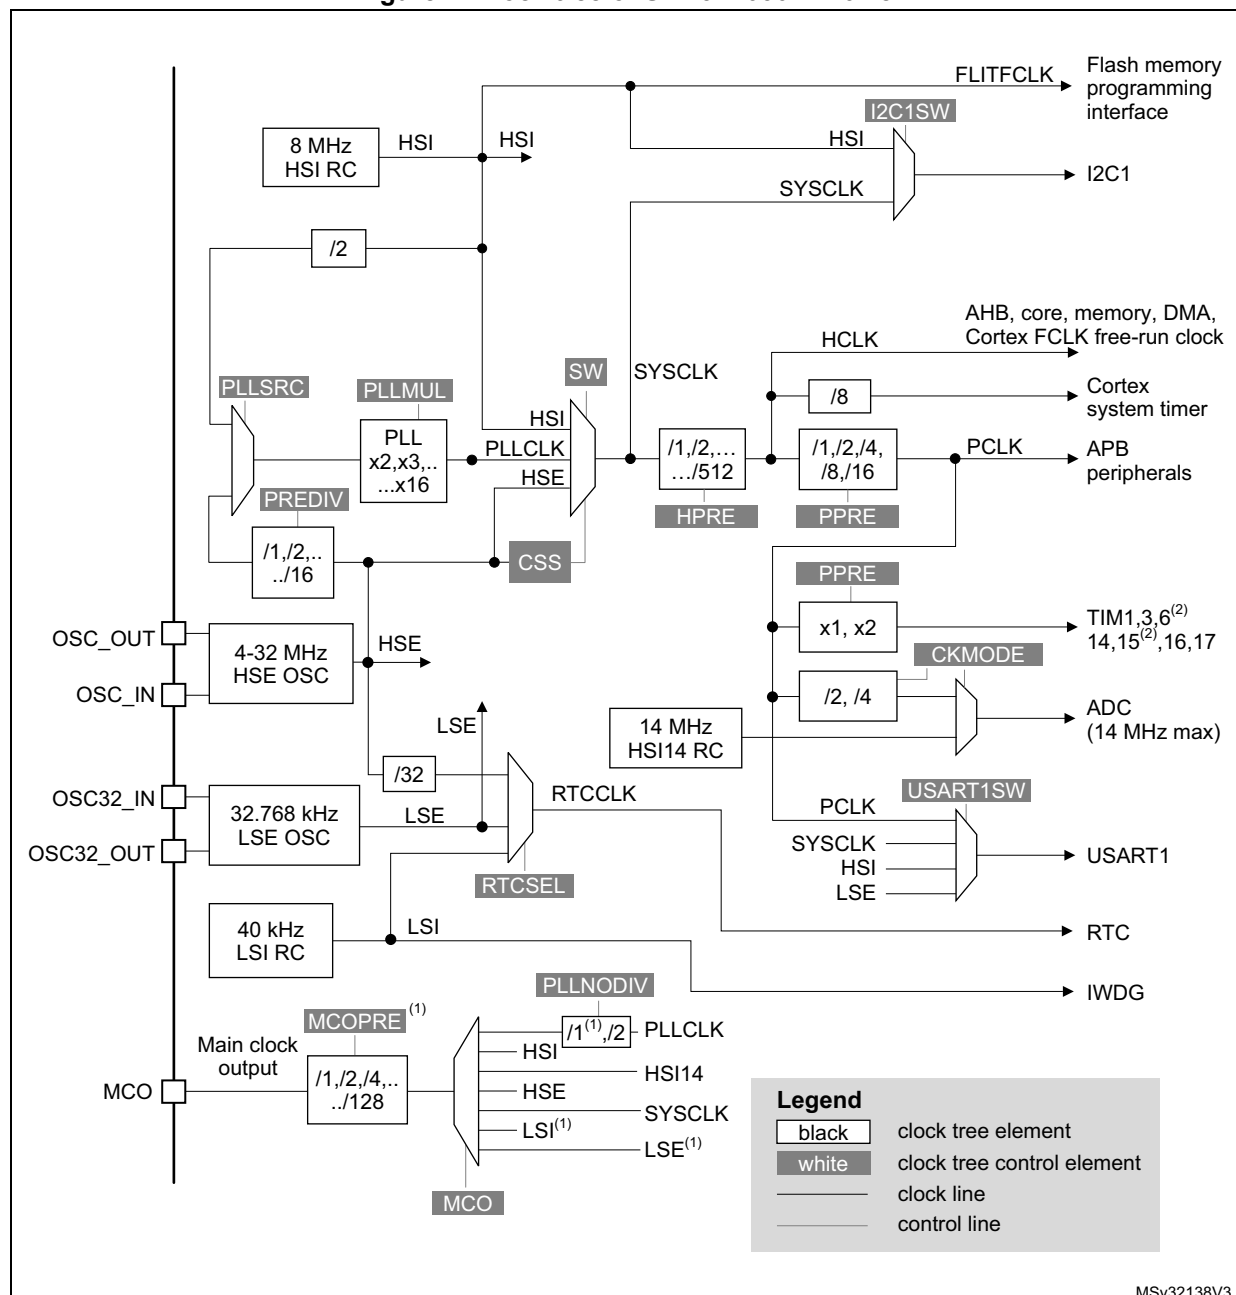 FLITFCLK
Flash memory
programming
interface
I2C1SW
8 MHz
HSI RC
HSI
HSI
HSI
I2C1
SYSCLK
/2
AHB, core, memory, DMA,
Cortex FCLK free-run clock
HCLK
SW
SYSCLK
PLLSRC
PLLMUL
/8
Cortex
system timer
HSI
PLL
x2,x3,..
...x16
PLLCLK
HSE
/1,/2,…
…/512
/1,/2,/4,
/8,/16
PCLK
APB
peripherals
PREDIV
HPRE
PPRE
/1,/2,..
../16
CSS
PPRE
OSC_OUT
OSC_IN
4-32 MHz
HSE OSC
HSE
x1, x2
TIM1,3,6(2)
14,15(2),16,17
CKMODE
/2, /4
LSE
14 MHz
HSI14 RC
ADC
(14 MHz max)
/32
OSC32_IN
OSC32_OUT
32.768 kHz
LSE OSC
LSE
RTCCLK
USART1SW
PCLK
SYSCLK
HSI
LSE
USART1
RTCSEL
40 kHz
LSI RC
LSI
RTC
IWDG
PLLNODIV
MCOPRE (1)
Main clock
output
/1(1),/2
PLLCLK
HSI
MCO
/1,/2,/4,..
../128
HSI14
HSE
SYSCLK
LSI(1)
LSE(1)
MCO
Legend
black
clock tree element
white
clock tree control element
clock line
control line
MSv32138V3